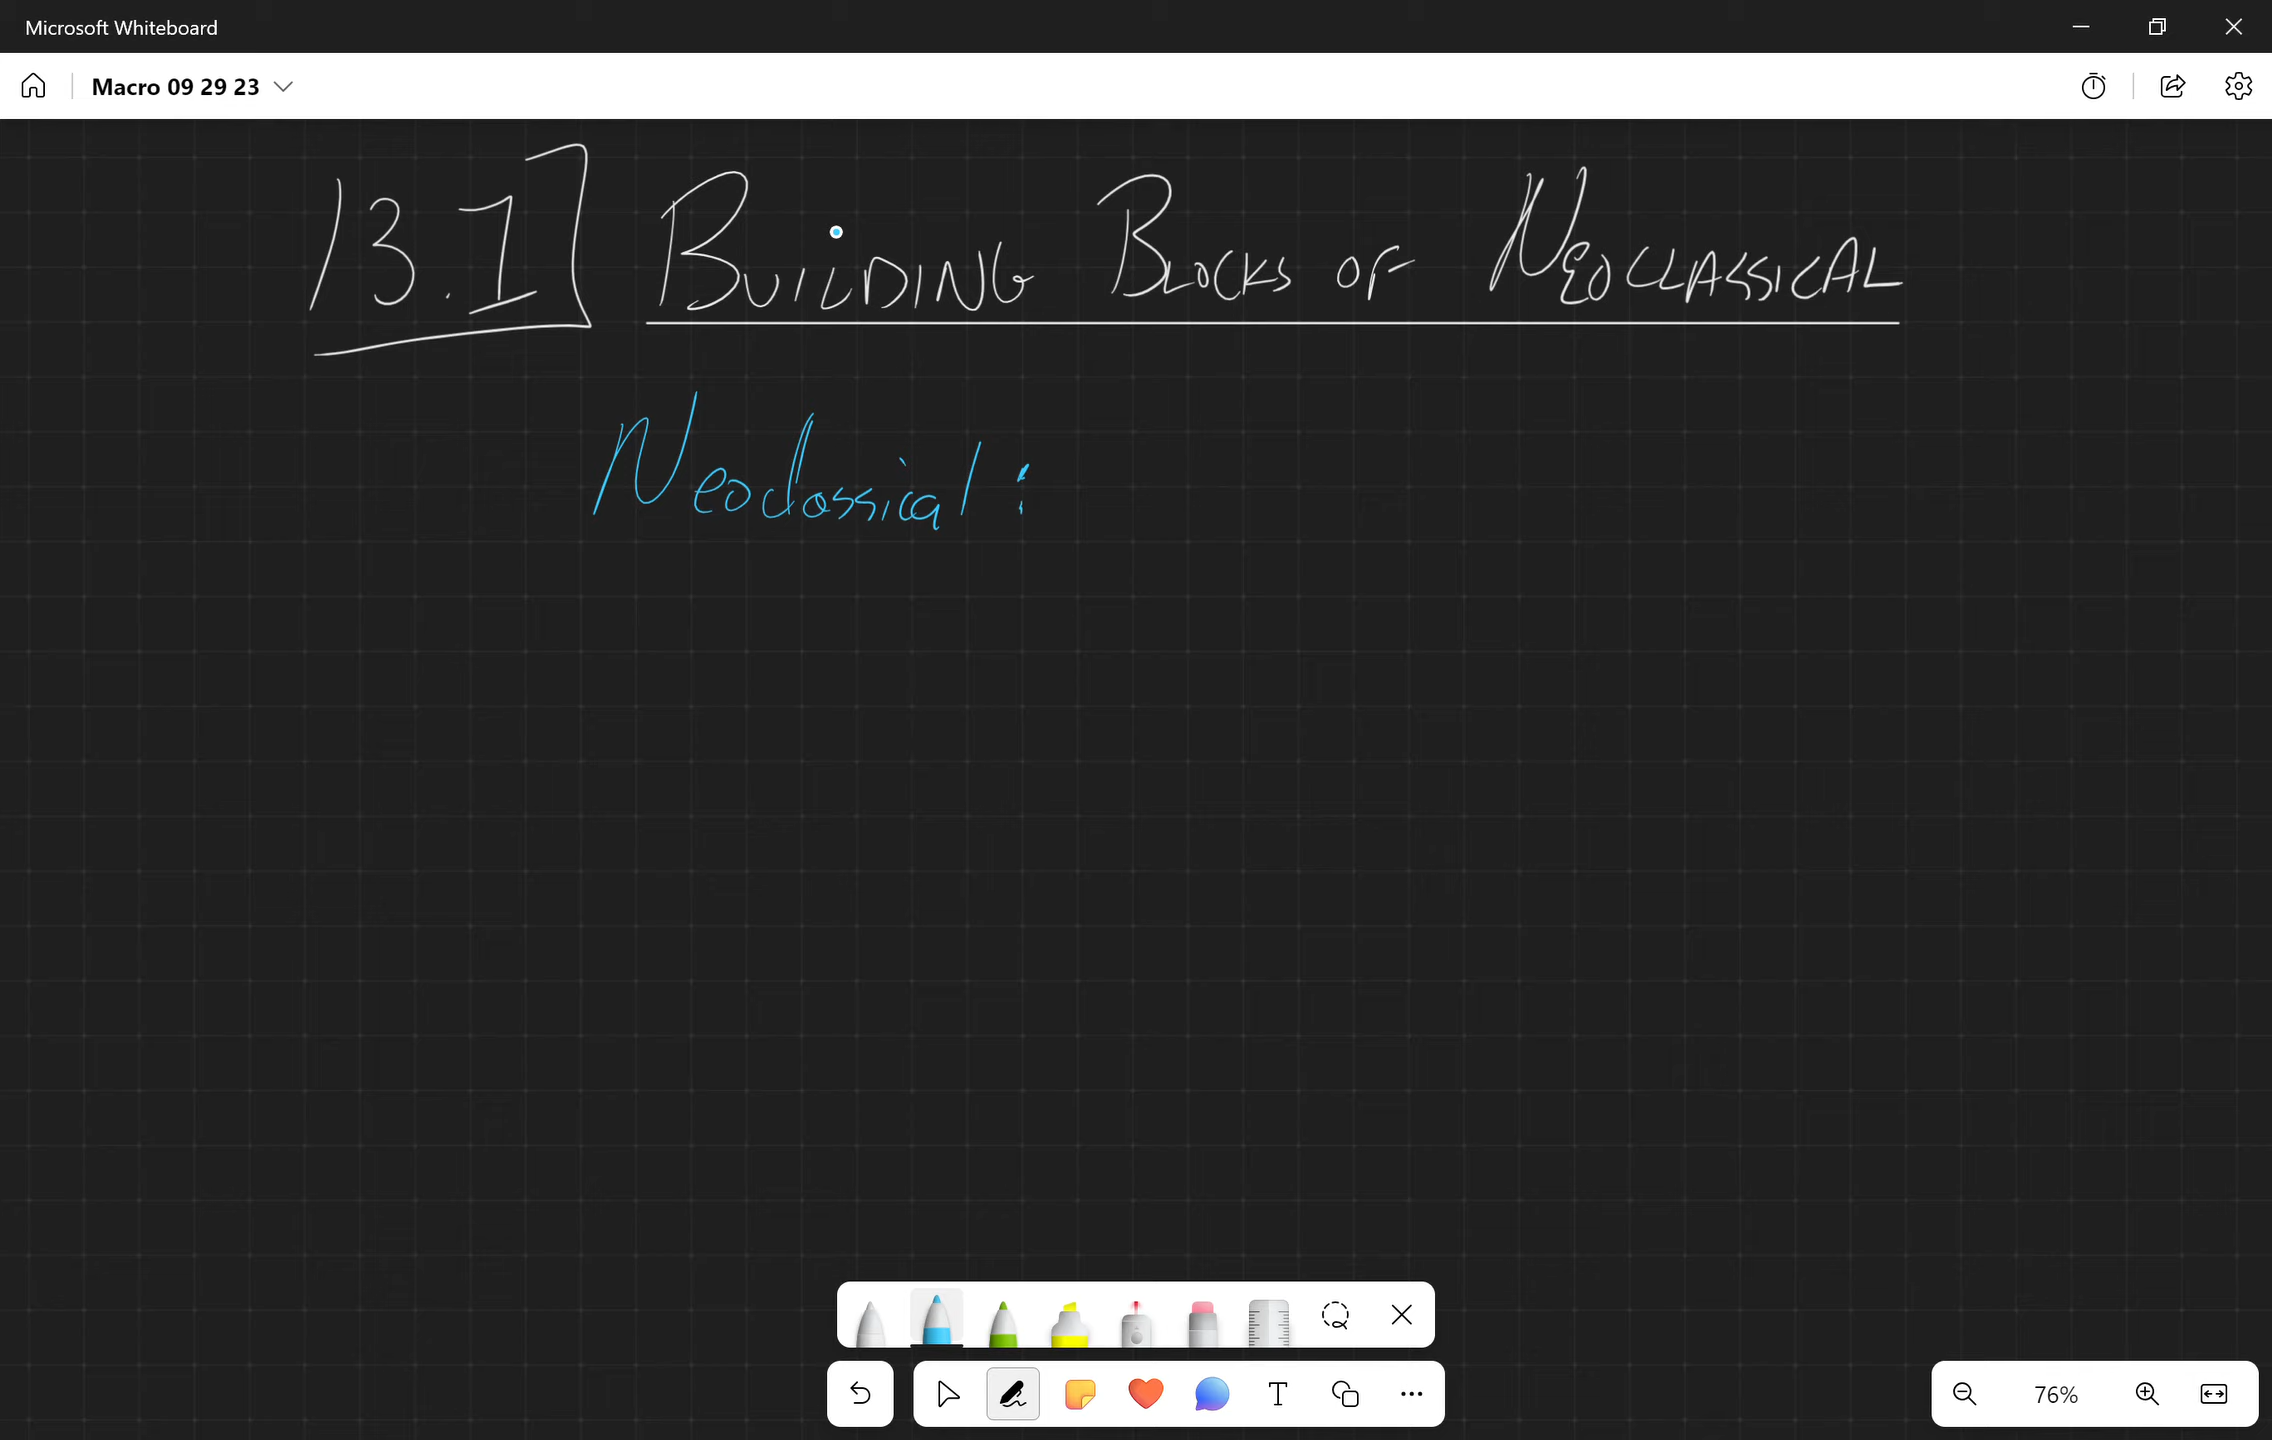 Microsoft Whiteboard
Macro 09 29 23
13.1] BUILDING BLOCKS OF NEOCLASSICAL
Neoclassical :
76%